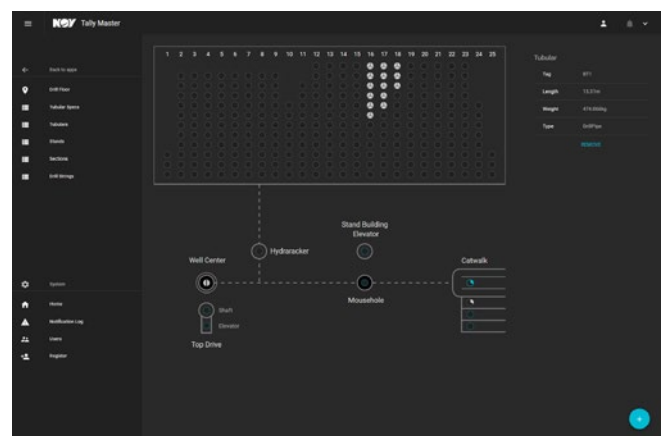 NOV Tally Master
1 2 3 4 5 6 7 8 9 10 11 12 13 14 15 16 17 18 19 20 21 22 23 24 25
Back to apps
Drill Floor
Tubular Specs
Tubulars
Stands
Sections
Drill Strings
System
Home
Notification Log
Users
Register
Stand Building
Elevator
Hydraracker
Well Center
Catwalk
Mousehole
Shaft
Elevator
Top Drive
Tubular
Tag
Length
Weight
Type DrillPipe
REMOVE